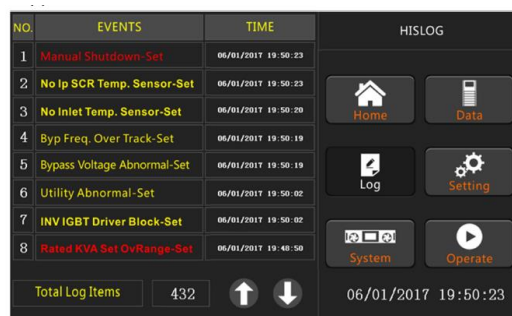 NO. EVENTS TIME
1 Manual Shutdown-Set 06/01/2017 19:50:23
2 No Ip SCR Temp. Sensor-Set 06/01/2017 19:50:23
3 No Inlet Temp. Sensor-Set 06/01/2017 19:50:20
4 Byp Freq. Over Track-Set 06/01/2017 19:50:19
5 Bypass Voltage Abnormal-Set 06/01/2017 19:50:19
6 Utility Abnormal-Set 06/01/2017 19:50:02
7 INV IGBT Driver Block-Set 06/01/2017 19:50:02
8 Rated KVA Set OvRange-Set 06/01/2017 19:48:50
Total Log Items 432
HISLOG
Home Data
Log Setting
System Operate
06/01/2017 19:50:23